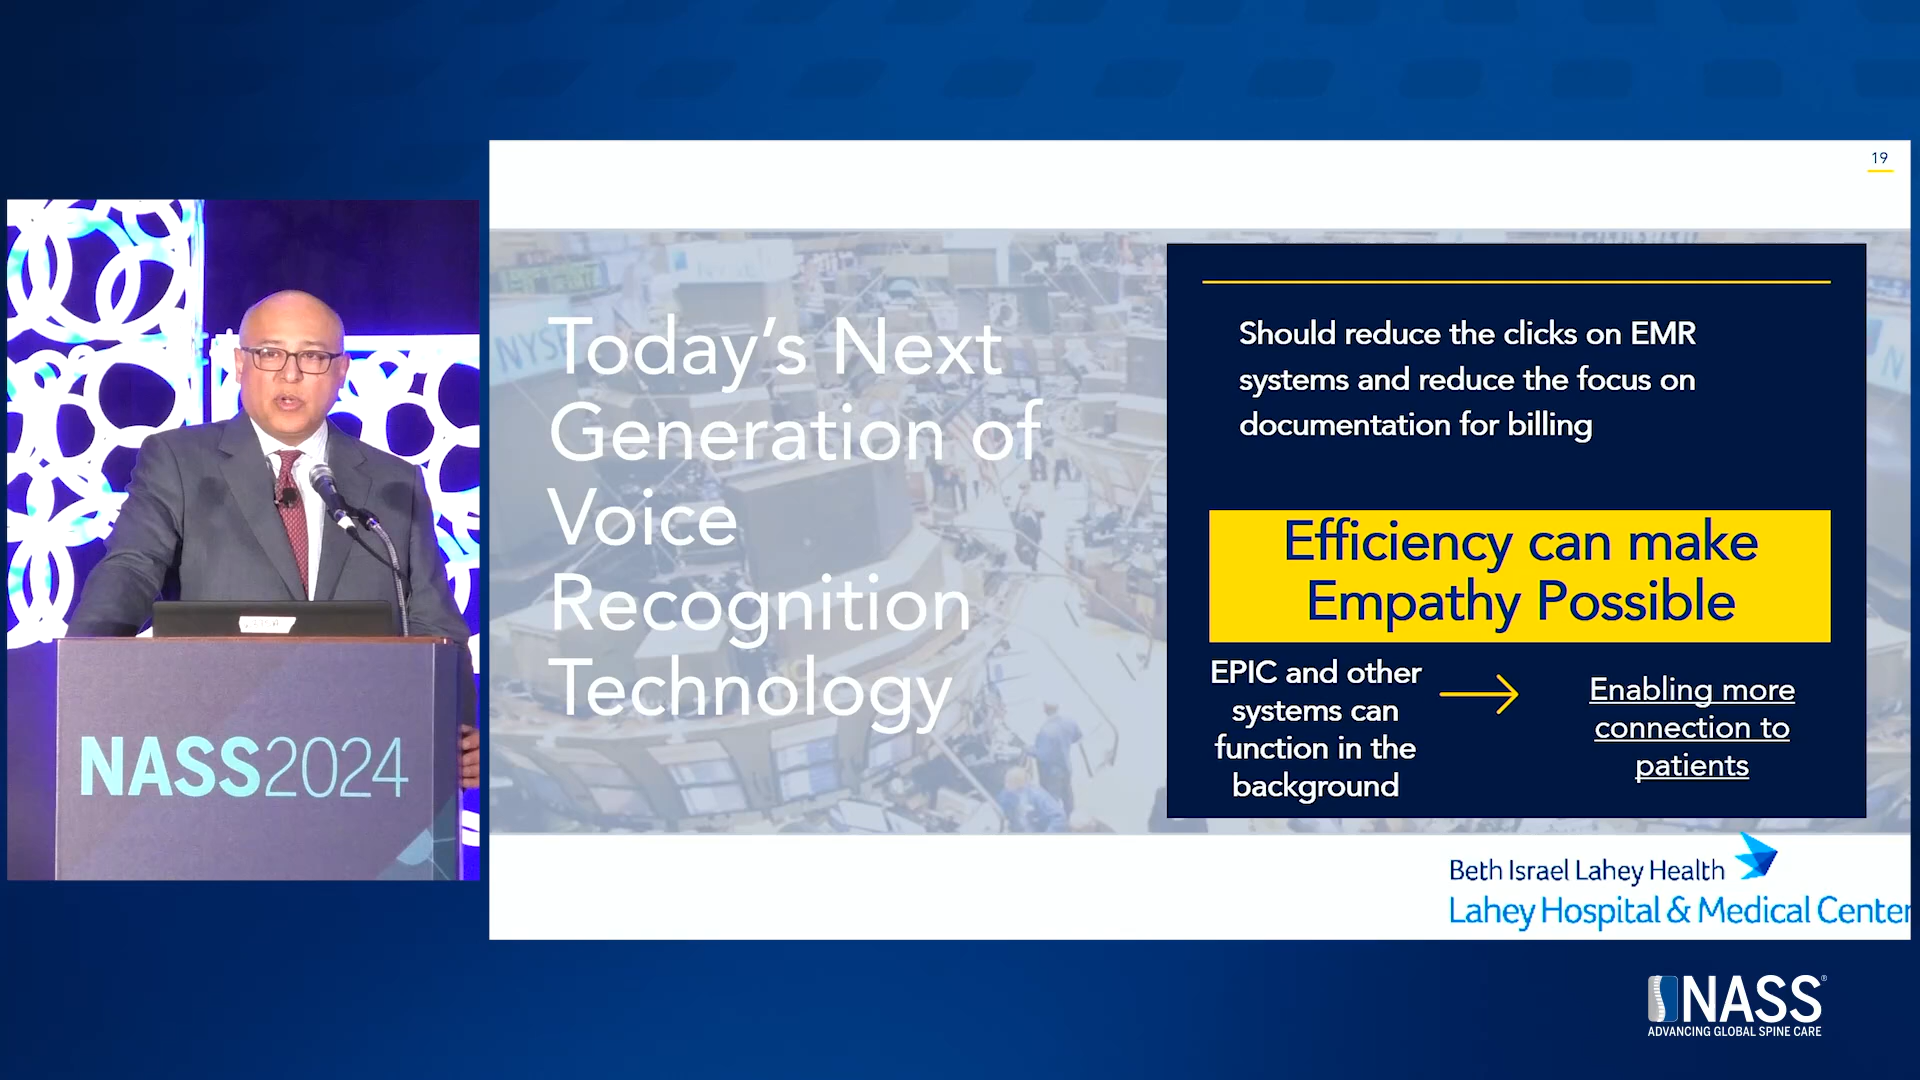 19
Today's Next
Generation of
Voice
Recognition
Technology
NYS
Should reduce the clicks on EMR
systems and reduce the focus on
documentation for billing
Efficiency can make
Empathy Possible
EPIC and other
systems can
function in the
background
Enabling more
connection to
patients
Beth Israel Lahey Health
Lahey Hospital & Medical Center
NASS2024
NASS®
ADVANCING GLOBAL SPINE CARE